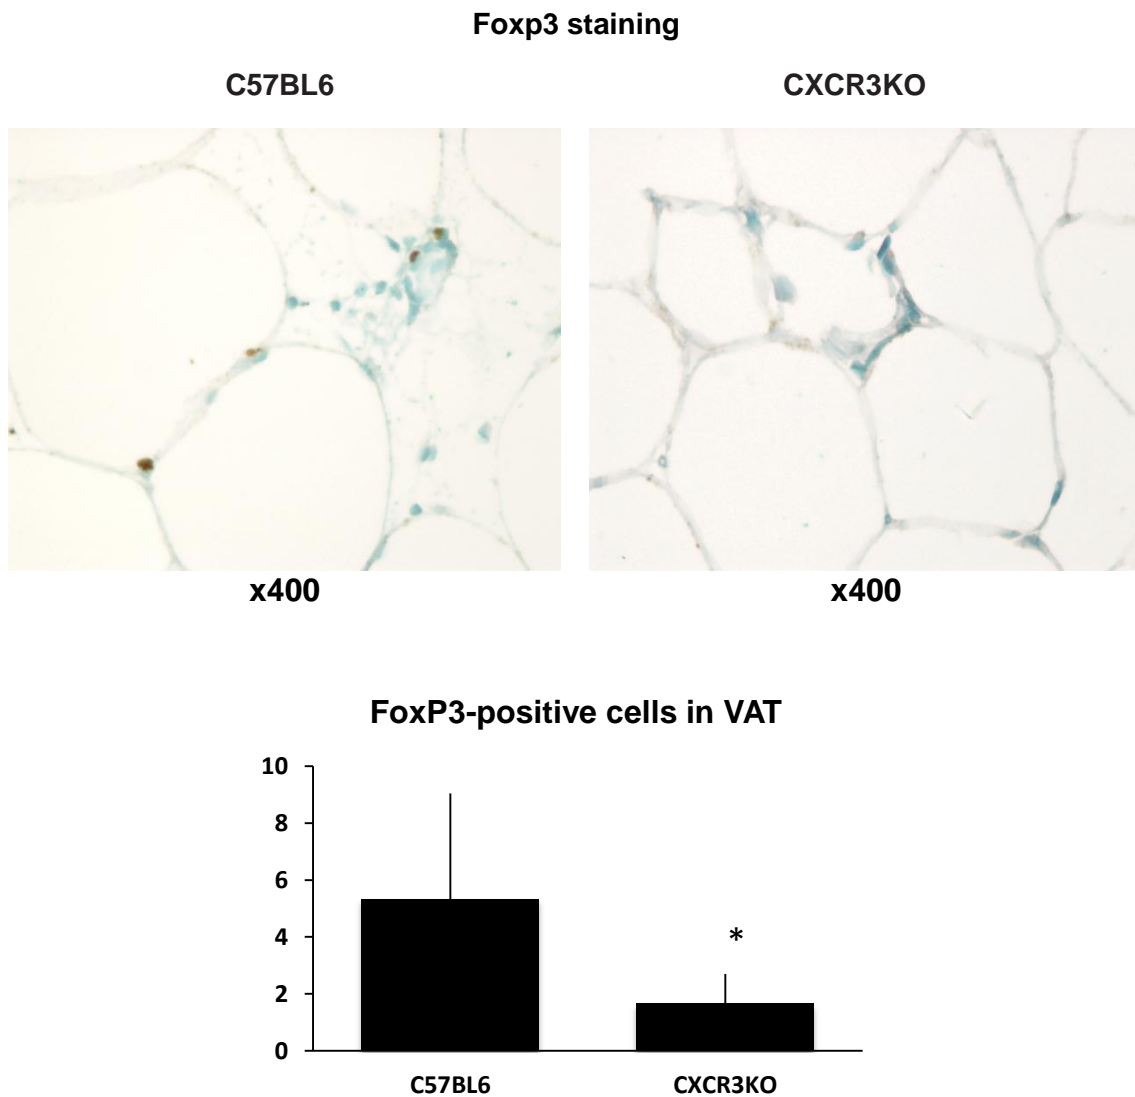 Foxp3 staining
C57BL6 CXCR3KO
x400 x400
FoxP3-positive cells in VAT
10
8
6
4
2
0
*
C57BL6 CXCR3KO